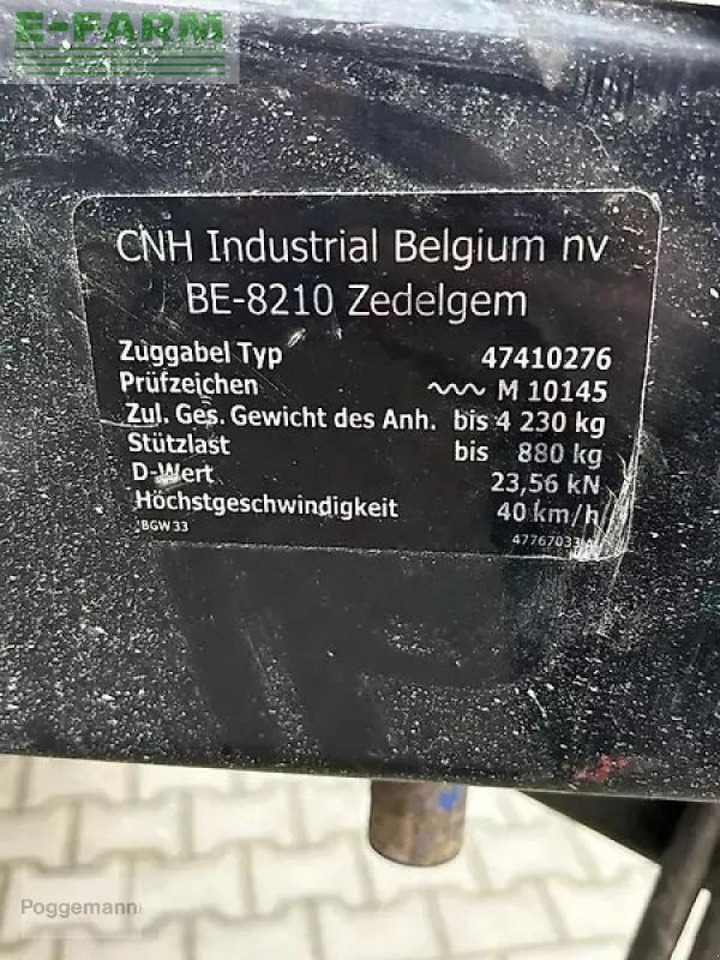 E-FARM
CNH Industrial Belgium nv
BE-8210 Zedelgem
Zuggabel Typ 47410276
Prüfzeichen M 10145
Zul. Ges. Gewicht des Anh. bis 4 230 kg
Stützlast bis 880 kg
D-Wert 23,56 kN
Höchstgeschwindigkeit 40 km/h
BGW33 47767033
Poggemann